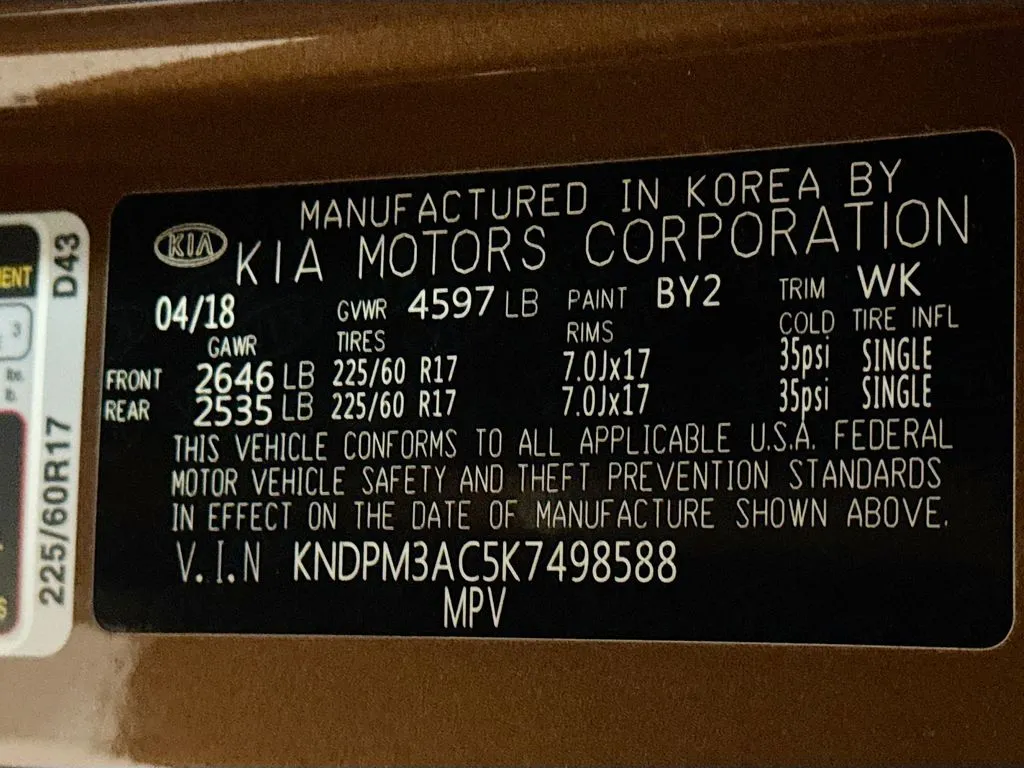 MANUFACTURED IN KOREA BY
KIA KIA MOTORS CORPORATION
04/18 GVWR 4597 LB PAINT BY2 TRIM WK
GAWR TIRES RIMS COLD TIRE INFL
FRONT 2646 LB 225/60 R17 7.0Jx17 35psi SINGLE
REAR 2535 LB 225/60 R17 7.0Jx17 35psi SINGLE
THIS VEHICLE CONFORMS TO ALL APPLICABLE U.S.A. FEDERAL
MOTOR VEHICLE SAFETY AND THEFT PREVENTION STANDARDS
IN EFFECT ON THE DATE OF MANUFACTURE SHOWN ABOVE.
V.I.N KNDPM3AC5K7498588
MPV
D43
225/60R17
3
lbs.
lb.